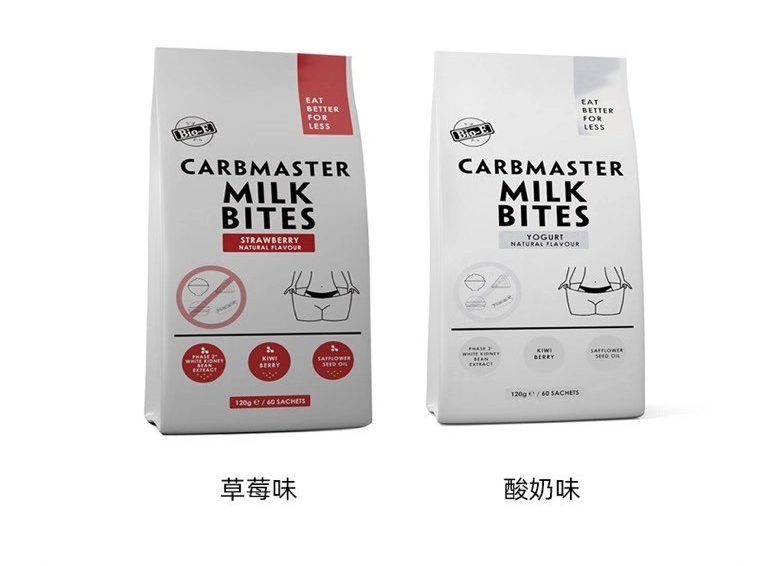 EAT
BETTER
FOR
LESS
Bio-E
CARBMASTER
MILK
BITES
STRAWBERRY
NATURAL FLAVOUR
PHASE 2"
WHITE KIDNEY
BEAN
EXTRACT
KIWI
BERRY
SAFFLOWER
SEED OIL
120g ℮ / 60 SACHETS
草莓味
EAT
BETTER
FOR
LESS
Bio-E
CARBMASTER
MILK
BITES
YOGURT
NATURAL FLAVOUR
PHASE 2"
WHITE KIDNEY
BEAN
EXTRACT
KIWI
BERRY
SAFFLOWER
SEED OIL
120g ℮ / 60 SACHETS
酸奶味